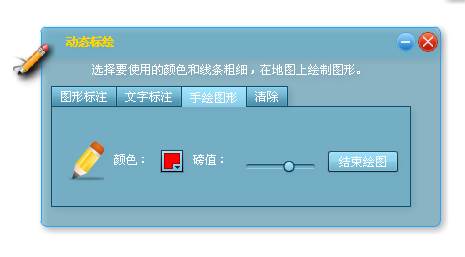 动态标绘
选择要使用的颜色和线条粗细，在地图上绘制图形。
图形标注 文字标注 手绘图形 清除
颜色： 磅值： 结束绘图